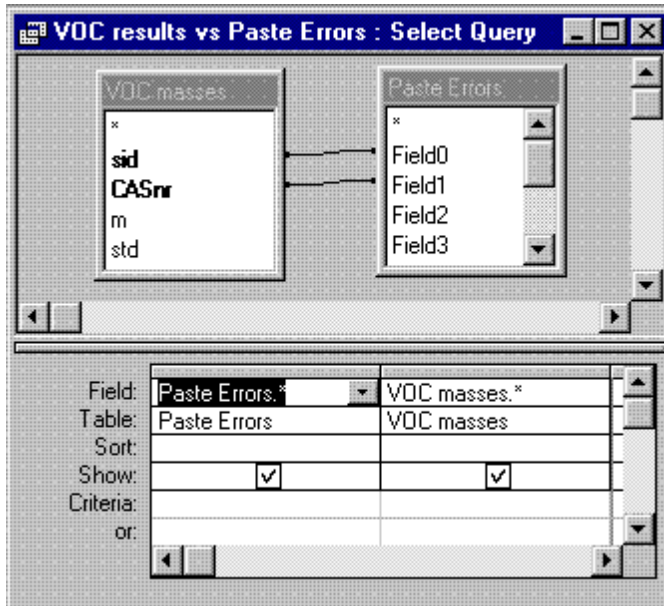 VOC results vs Paste Errors : Select Query
VOC masses
*
sid
CASnr
m
std
Paste Errors
*
Field0
Field1
Field2
Field3
Field: Paste Errors.* VOC masses.*
Table: Paste Errors VOC masses
Sort:
Show:
Criteria:
or: